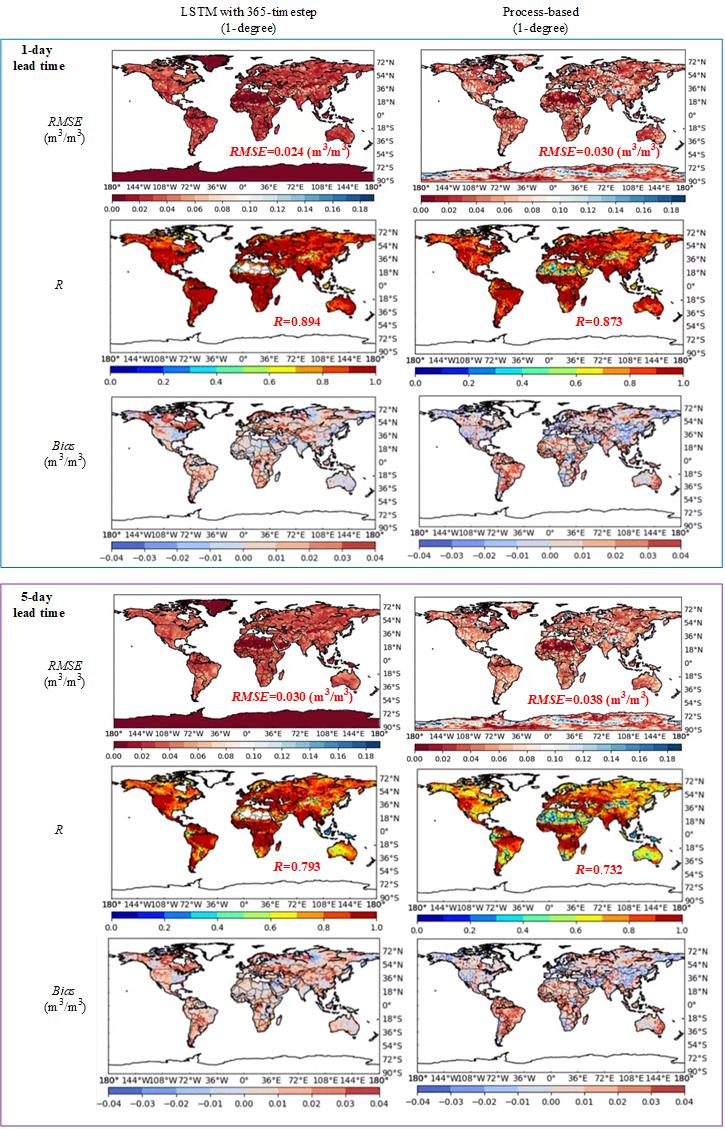 LSTM with 365-timestep
(1-degree)
Process-based
(1-degree)
1-day
lead time
RMSE
(m³/m³)
72°N
54°N
36°N
18°N
0°
18°S
36°S
54°S
72°S
90°S
RMSE=0.024 (m³/m³)
180° 144°W108°W 72°W 36°W 0° 36°E 72°E 108°E 144°E 180°
0.00 0.02 0.04 0.06 0.08 0.10 0.12 0.14 0.16 0.18
72°N
54°N
36°N
18°N
0°
18°S
36°S
54°S
72°S
90°S
RMSE=0.030 (m³/m³)
180° 144°W108°W 72°W 36°W 0° 36°E 72°E 108°E 144°E 180°
0.00 0.02 0.04 0.06 0.08 0.10 0.12 0.14 0.16 0.18
R
72°N
54°N
36°N
18°N
0°
18°S
36°S
54°S
72°S
90°S
R=0.894
180° 144°W108°W 72°W 36°W 0° 36°E 72°E 108°E 144°E 180°
0.0 0.2 0.4 0.6 0.8 1.0
72°N
54°N
36°N
18°N
0°
18°S
36°S
54°S
72°S
90°S
R=0.873
180° 144°W108°W 72°W 36°W 0° 36°E 72°E 108°E 144°E 180°
0.0 0.2 0.4 0.6 0.8 1.0
Bias
(m³/m³)
72°N
54°N
36°N
18°N
0°
18°S
36°S
54°S
72°S
90°S
180° 144°W108°W 72°W 36°W 0° 36°E 72°E 108°E 144°E 180°
−0.04 −0.03 −0.02 −0.01 0.00 0.01 0.02 0.03 0.04
72°N
54°N
36°N
18°N
0°
18°S
36°S
54°S
72°S
90°S
180° 144°W108°W 72°W 36°W 0° 36°E 72°E 108°E 144°E 180°
−0.04 −0.03 −0.02 −0.01 0.00 0.01 0.02 0.03 0.04
5-day
lead time
RMSE
(m³/m³)
72°N
54°N
36°N
18°N
0°
18°S
36°S
54°S
72°S
90°S
RMSE=0.030 (m³/m³)
180° 144°W108°W 72°W 36°W 0° 36°E 72°E 108°E 144°E 180°
0.00 0.02 0.04 0.06 0.08 0.10 0.12 0.14 0.16 0.18
72°N
54°N
36°N
18°N
0°
18°S
36°S
54°S
72°S
90°S
RMSE=0.038 (m³/m³)
180° 144°W108°W 72°W 36°W 0° 36°E 72°E 108°E 144°E 180°
0.00 0.02 0.04 0.06 0.08 0.10 0.12 0.14 0.16 0.18
R
72°N
54°N
36°N
18°N
0°
18°S
36°S
54°S
72°S
90°S
R=0.793
180° 144°W108°W 72°W 36°W 0° 36°E 72°E 108°E 144°E 180°
0.0 0.2 0.4 0.6 0.8 1.0
72°N
54°N
36°N
18°N
0°
18°S
36°S
54°S
72°S
90°S
R=0.732
180° 144°W108°W 72°W 36°W 0° 36°E 72°E 108°E 144°E 180°
0.0 0.2 0.4 0.6 0.8 1.0
Bias
(m³/m³)
72°N
54°N
36°N
18°N
0°
18°S
36°S
54°S
72°S
90°S
180° 144°W108°W 72°W 36°W 0° 36°E 72°E 108°E 144°E 180°
−0.04 −0.03 −0.02 −0.01 0.00 0.01 0.02 0.03 0.04
72°N
54°N
36°N
18°N
0°
18°S
36°S
54°S
72°S
90°S
180° 144°W108°W 72°W 36°W 0° 36°E 72°E 108°E 144°E 180°
−0.04 −0.03 −0.02 −0.01 0.00 0.01 0.02 0.03 0.04